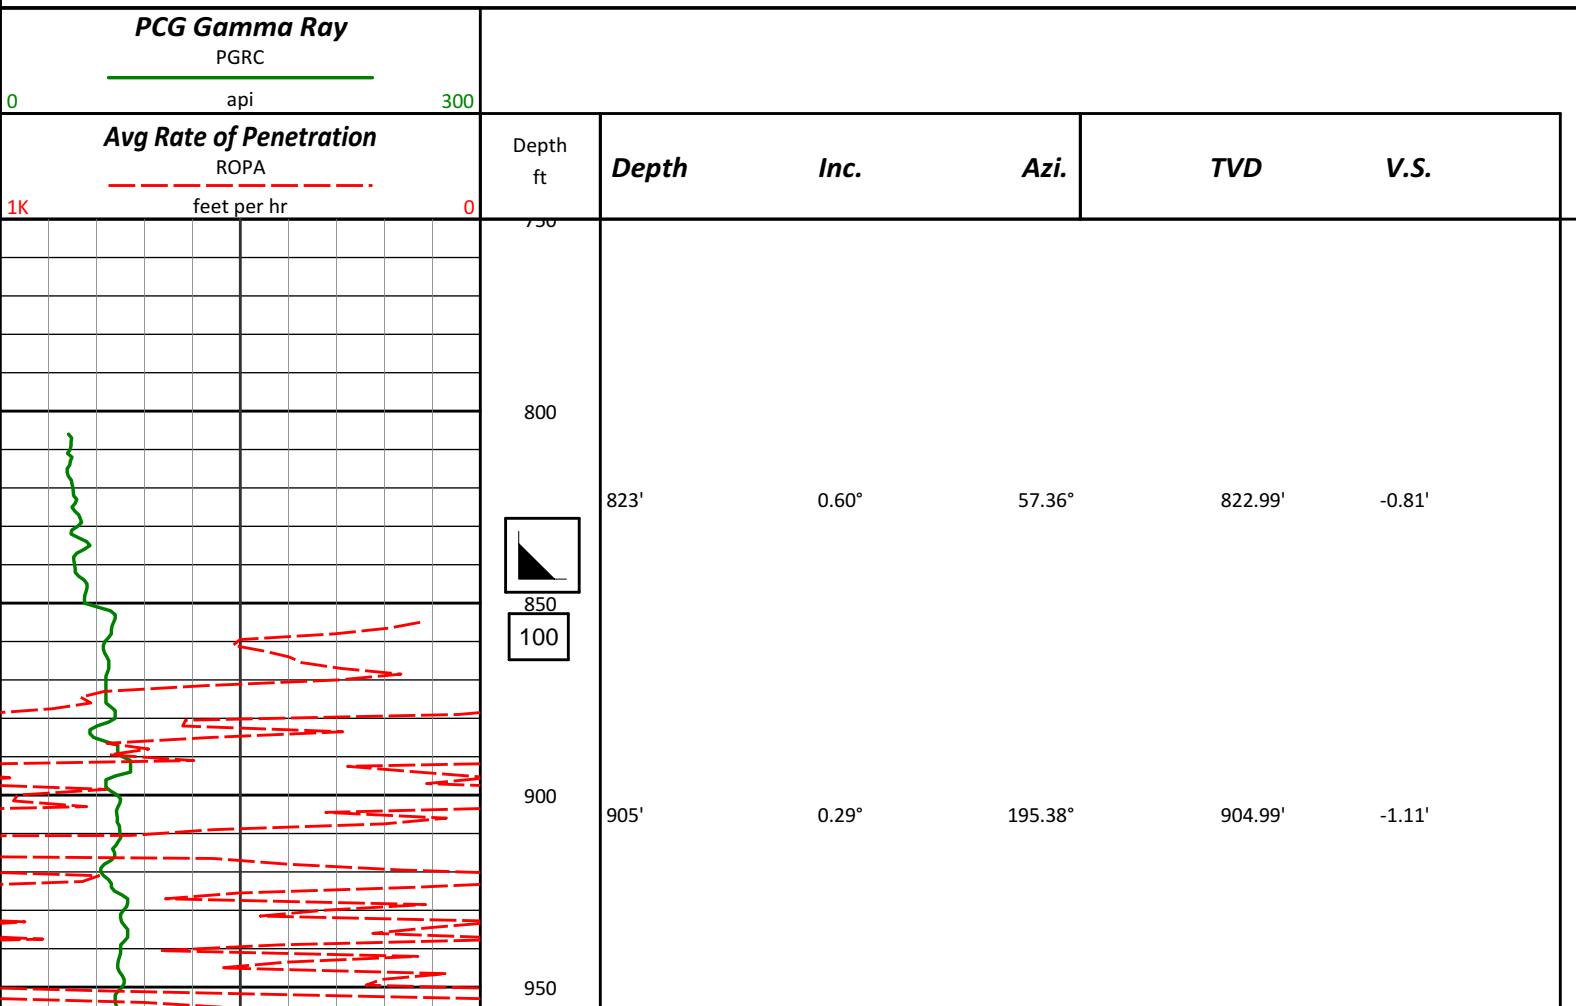 PCG Gamma Ray
PGRC
0 api 300
Avg Rate of Penetration
ROPA
1K feet per hr 0
Depth
ft
Depth Inc. Azi. TVD V.S.
750
800
823' 0.60° 57.36° 822.99' -0.81'
850
100
900
905' 0.29° 195.38° 904.99' -1.11'
950